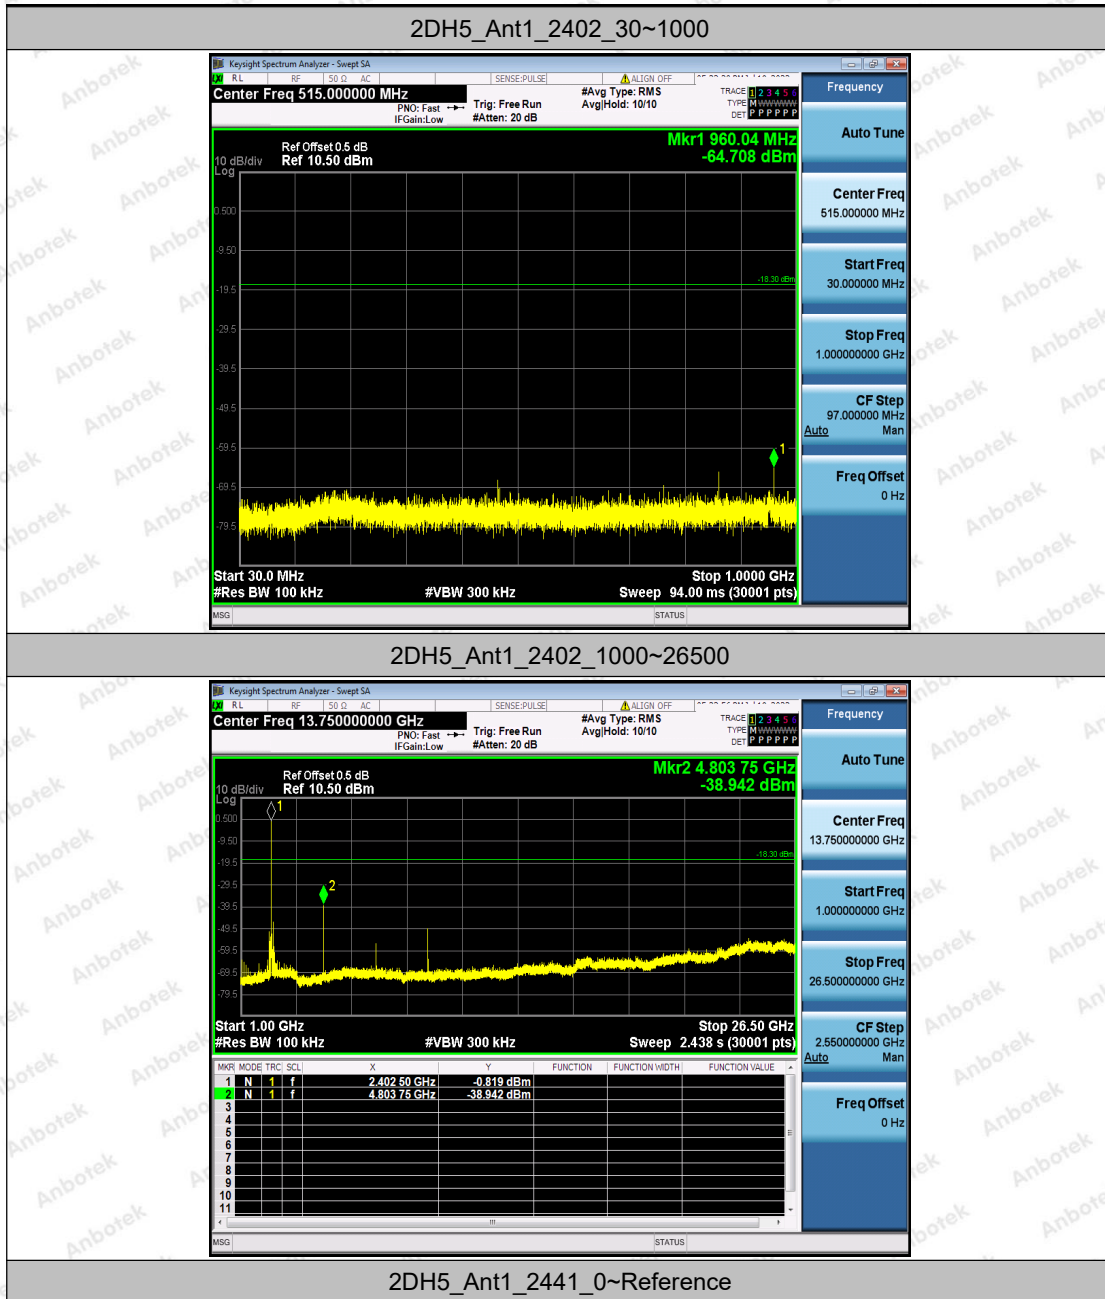 2DH5_Ant1_2402_30~1000
Keysight Spectrum Analyzer - Swept SA
RL RF 50 Ω AC SENSE:PULSE ALIGN OFF
Center Freq 515.000000 MHz
PNO: Fast
IFGain:Low
Trig: Free Run
#Atten: 20 dB
#Avg Type: RMS
Avg|Hold: 10/10
TRACE 1 2 3 4 5 6
TYPE M W W W W W
DET P P P P P P
Frequency
Auto Tune
Center Freq
515.000000 MHz
Start Freq
30.000000 MHz
Stop Freq
1.000000000 GHz
CF Step
97.000000 MHz
Auto Man
Freq Offset
0 Hz
Mkr1 960.04 MHz
-64.708 dBm
Ref Offset 0.5 dB
10 dB/div Ref 10.50 dBm
Log
0.500
-9.50
-18.30 dBm
-19.5
-29.5
-39.5
-49.5
-59.5
1
-69.5
-79.5
Start 30.0 MHz Stop 1.0000 GHz
#Res BW 100 kHz #VBW 300 kHz Sweep 94.00 ms (30001 pts)
MSG STATUS
2DH5_Ant1_2402_1000~26500
Keysight Spectrum Analyzer - Swept SA
RL RF 50 Ω AC SENSE:PULSE ALIGN OFF
Center Freq 13.750000000 GHz
PNO: Fast
IFGain:Low
Trig: Free Run
#Atten: 20 dB
#Avg Type: RMS
Avg|Hold: 10/10
TRACE 1 2 3 4 5 6
TYPE M W W W W W
DET P P P P P P
Frequency
Auto Tune
Center Freq
13.750000000 GHz
Start Freq
1.000000000 GHz
Stop Freq
26.500000000 GHz
CF Step
2.550000000 GHz
Auto Man
Freq Offset
0 Hz
Mkr2 4.803 75 GHz
-38.942 dBm
Ref Offset 0.5 dB
10 dB/div Ref 10.50 dBm
Log
1
0.500
-9.50
-18.30 dBm
-19.5
-29.5
2
-39.5
-49.5
-59.5
-69.5
-79.5
Start 1.00 GHz Stop 26.50 GHz
#Res BW 100 kHz #VBW 300 kHz Sweep 2.438 s (30001 pts)
MKR MODE TRC SCL X Y FUNCTION FUNCTION WIDTH FUNCTION VALUE
1 N 1 f 2.402 50 GHz -0.819 dBm
2 N 1 f 4.803 75 GHz -38.942 dBm
3
4
5
6
7
8
9
10
11
MSG STATUS
2DH5_Ant1_2441_0~Reference